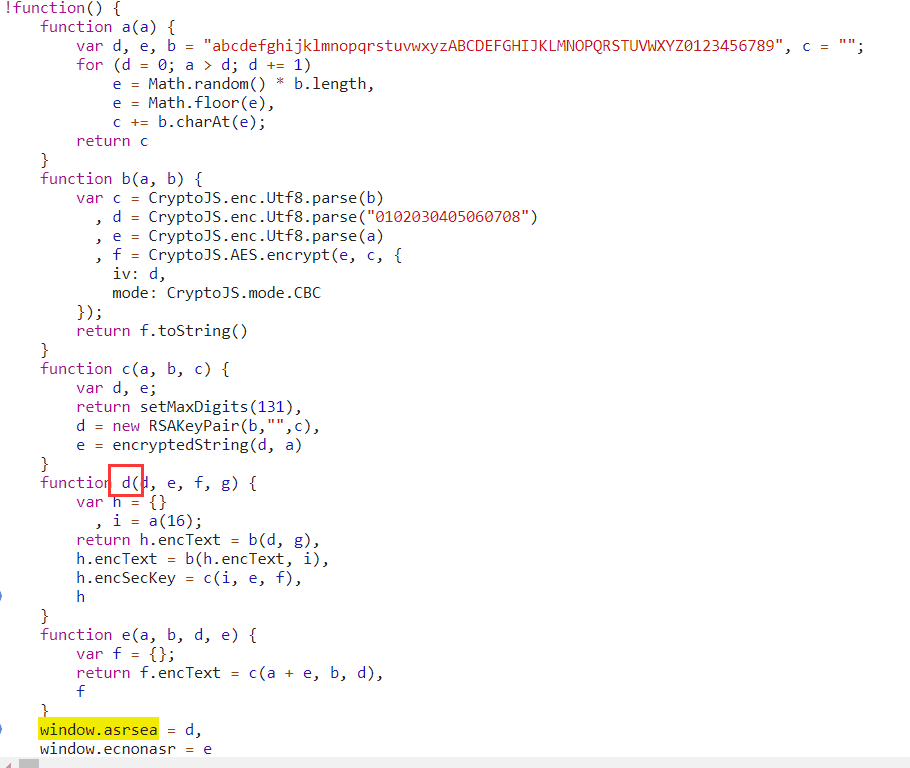 !function() {
    function a(a) {
        var d, e, b = "abcdefghijklmnopqrstuvwxyzABCDEFGHIJKLMNOPQRSTUVWXYZ0123456789", c = "";
        for (d = 0; a > d; d += 1)
            e = Math.random() * b.length,
            e = Math.floor(e),
            c += b.charAt(e);
        return c
    }
    function b(a, b) {
        var c = CryptoJS.enc.Utf8.parse(b)
          , d = CryptoJS.enc.Utf8.parse("0102030405060708")
          , e = CryptoJS.enc.Utf8.parse(a)
          , f = CryptoJS.AES.encrypt(e, c, {
            iv: d,
            mode: CryptoJS.mode.CBC
        });
        return f.toString()
    }
    function c(a, b, c) {
        var d, e;
        return setMaxDigits(131),
        d = new RSAKeyPair(b,"",c),
        e = encryptedString(d, a)
    }
    function d(d, e, f, g) {
        var h = {}
          , i = a(16);
        return h.encText = b(d, g),
        h.encText = b(h.encText, i),
        h.encSecKey = c(i, e, f),
        h
    }
    function e(a, b, d, e) {
        var f = {};
        return f.encText = c(a + e, b, d),
        f
    }
    window.asrsea = d,
    window.ecnonasr = e